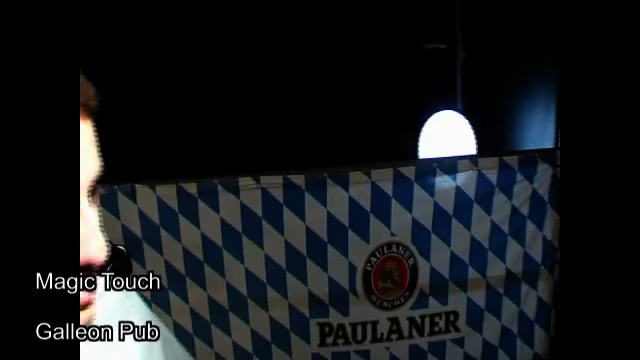 PAULANER
MÜNCHEN
PAULANER
Magic Touch
Galleon Pub